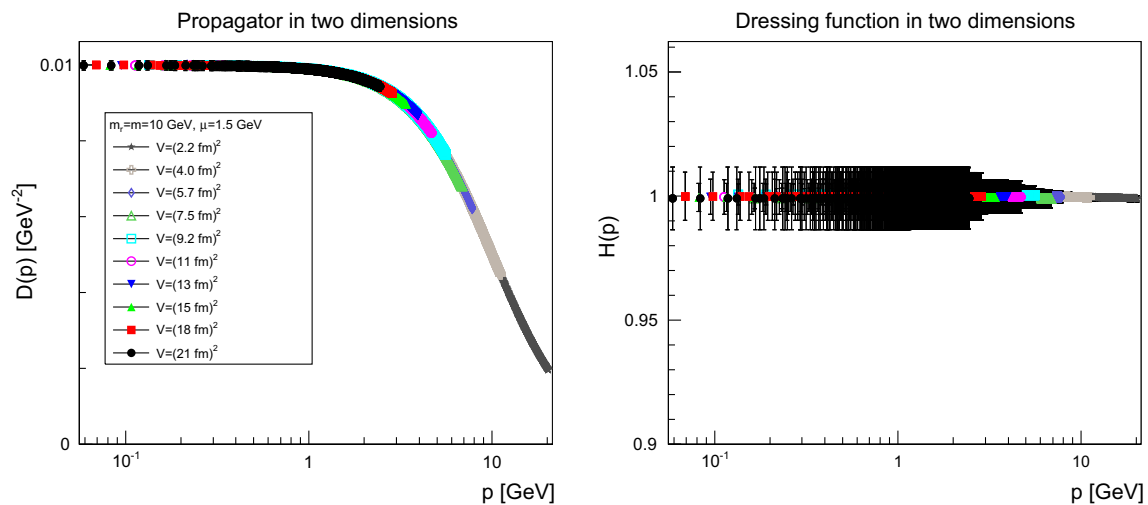 Propagator in two dimensions
D(p) [GeV⁻²]
0.01
0
m_r=m=10 GeV, μ=1.5 GeV
V=(2.2 fm)²
V=(4.0 fm)²
V=(5.7 fm)²
V=(7.5 fm)²
V=(9.2 fm)²
V=(11 fm)²
V=(13 fm)²
V=(15 fm)²
V=(18 fm)²
V=(21 fm)²
10⁻¹ 1 10
p [GeV]
Dressing function in two dimensions
H(p)
1.05
1
0.95
0.9
10⁻¹ 1 10
p [GeV]